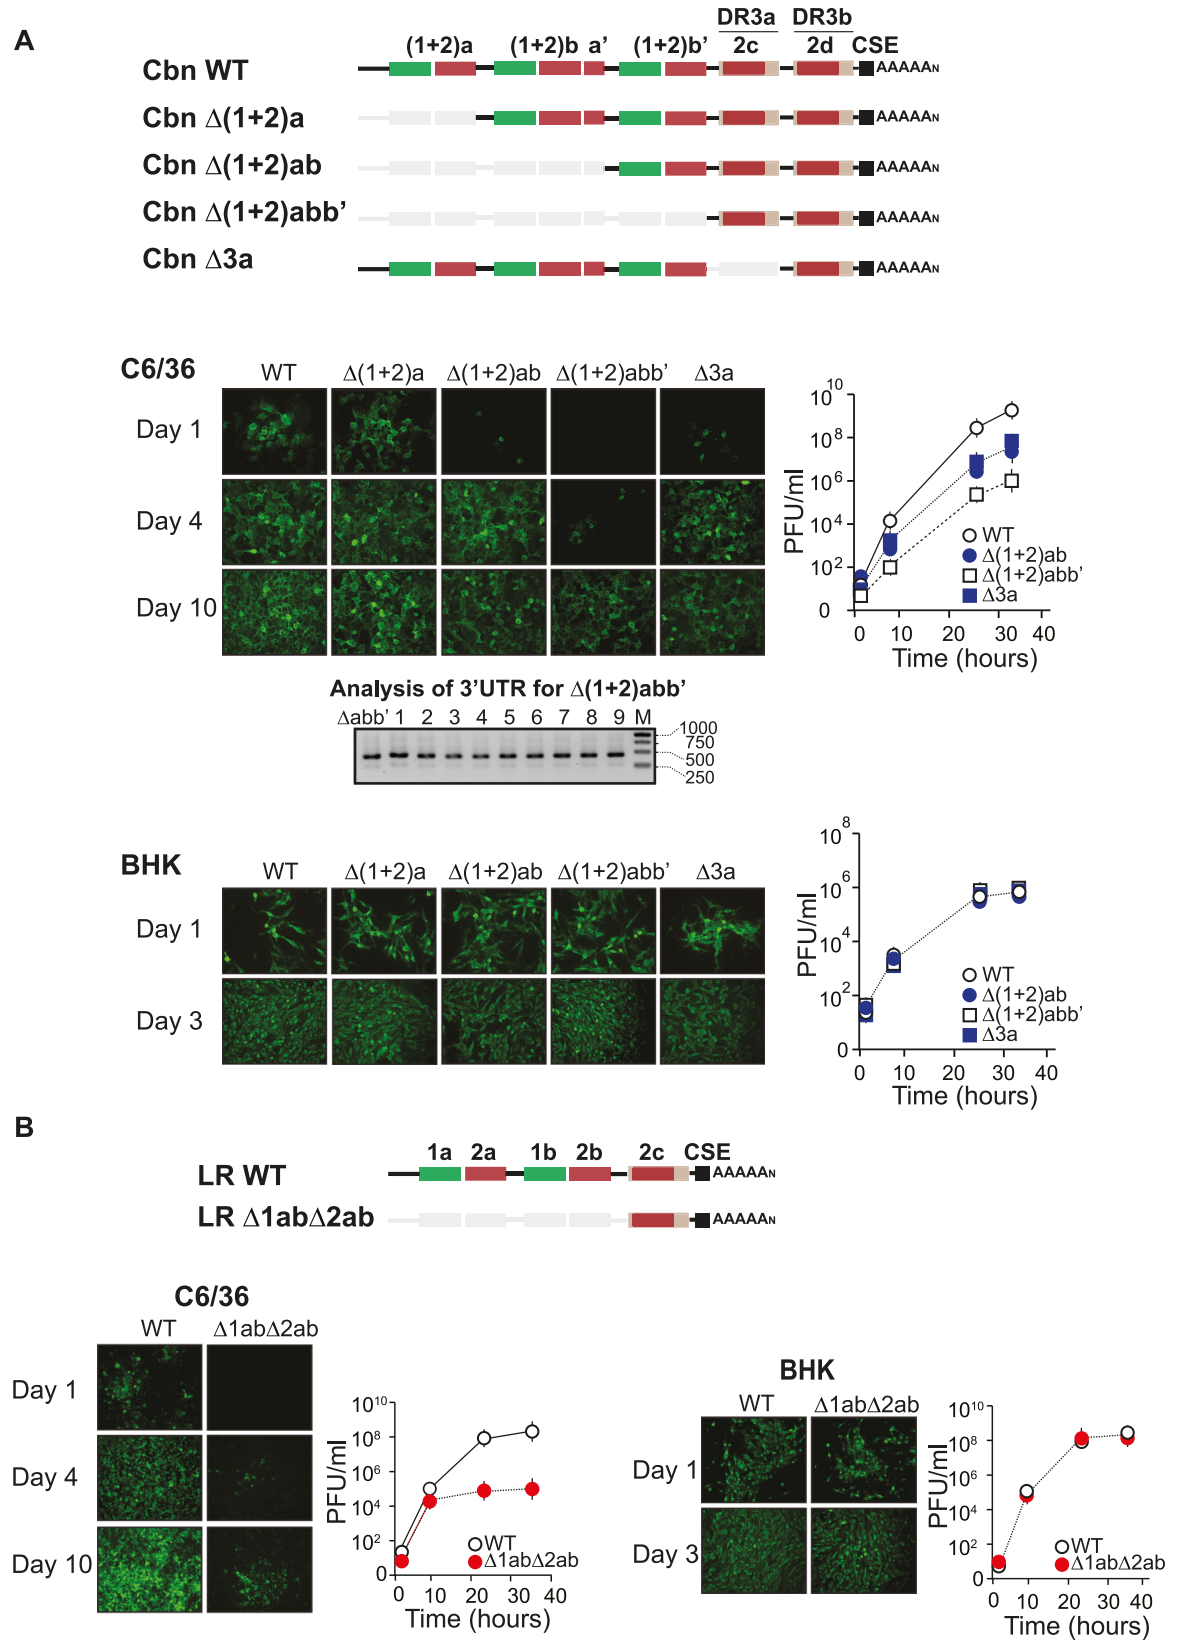 A
DR3a DR3b
(1+2)a (1+2)b a' (1+2)b' 2c 2d CSE
Cbn WT AAAAAN
Cbn Δ(1+2)a AAAAAN
Cbn Δ(1+2)ab AAAAAN
Cbn Δ(1+2)abb' AAAAAN
Cbn Δ3a AAAAAN
C6/36
WT Δ(1+2)a Δ(1+2)ab Δ(1+2)abb' Δ3a
Day 1
Day 4
Day 10
PFU/ml
10^10
10^8
10^6
10^4
10^2
0
WT
Δ(1+2)ab
Δ(1+2)abb'
Δ3a
0 10 20 30 40
Time (hours)
Analysis of 3'UTR for Δ(1+2)abb'
Δabb' 1 2 3 4 5 6 7 8 9 M
1000
750
500
250
BHK
WT Δ(1+2)a Δ(1+2)ab Δ(1+2)abb' Δ3a
Day 1
Day 3
PFU/ml
10^8
10^6
10^4
10^2
0
WT
Δ(1+2)ab
Δ(1+2)abb'
Δ3a
0 10 20 30 40
Time (hours)
B
1a 2a 1b 2b 2c CSE
LR WT AAAAAN
LR Δ1abΔ2ab AAAAAN
C6/36
WT Δ1abΔ2ab
Day 1
Day 4
Day 10
PFU/ml
10^10
10^8
10^6
10^4
10^2
0
WT
Δ1abΔ2ab
0 10 20 30 40
Time (hours)
BHK
WT Δ1abΔ2ab
Day 1
Day 3
PFU/ml
10^10
10^8
10^6
10^4
10^2
0
WT
Δ1abΔ2ab
0 10 20 30 40
Time (hours)